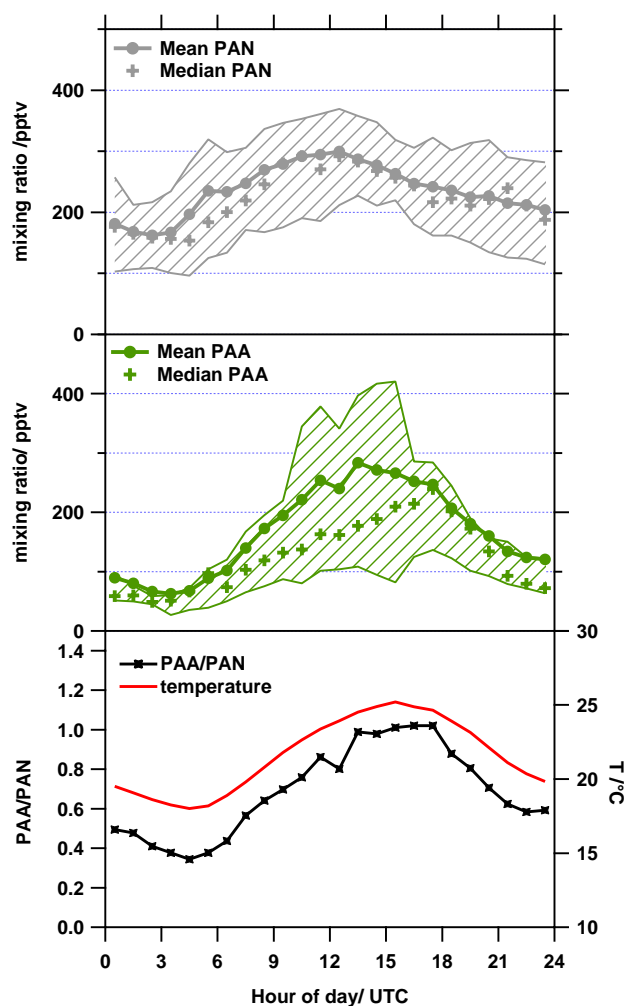 Mean PAN
Median PAN
mixing ratio /pptv
400
200
0
Mean PAA
Median PAA
mixing ratio/ pptv
400
200
0
PAA/PAN
temperature
PAA/PAN
1.4
1.2
1.0
0.8
0.6
0.4
0.2
0.0
30
25
20
15
10
T /°C
0 3 6 9 12 15 18 21 24
Hour of day/ UTC